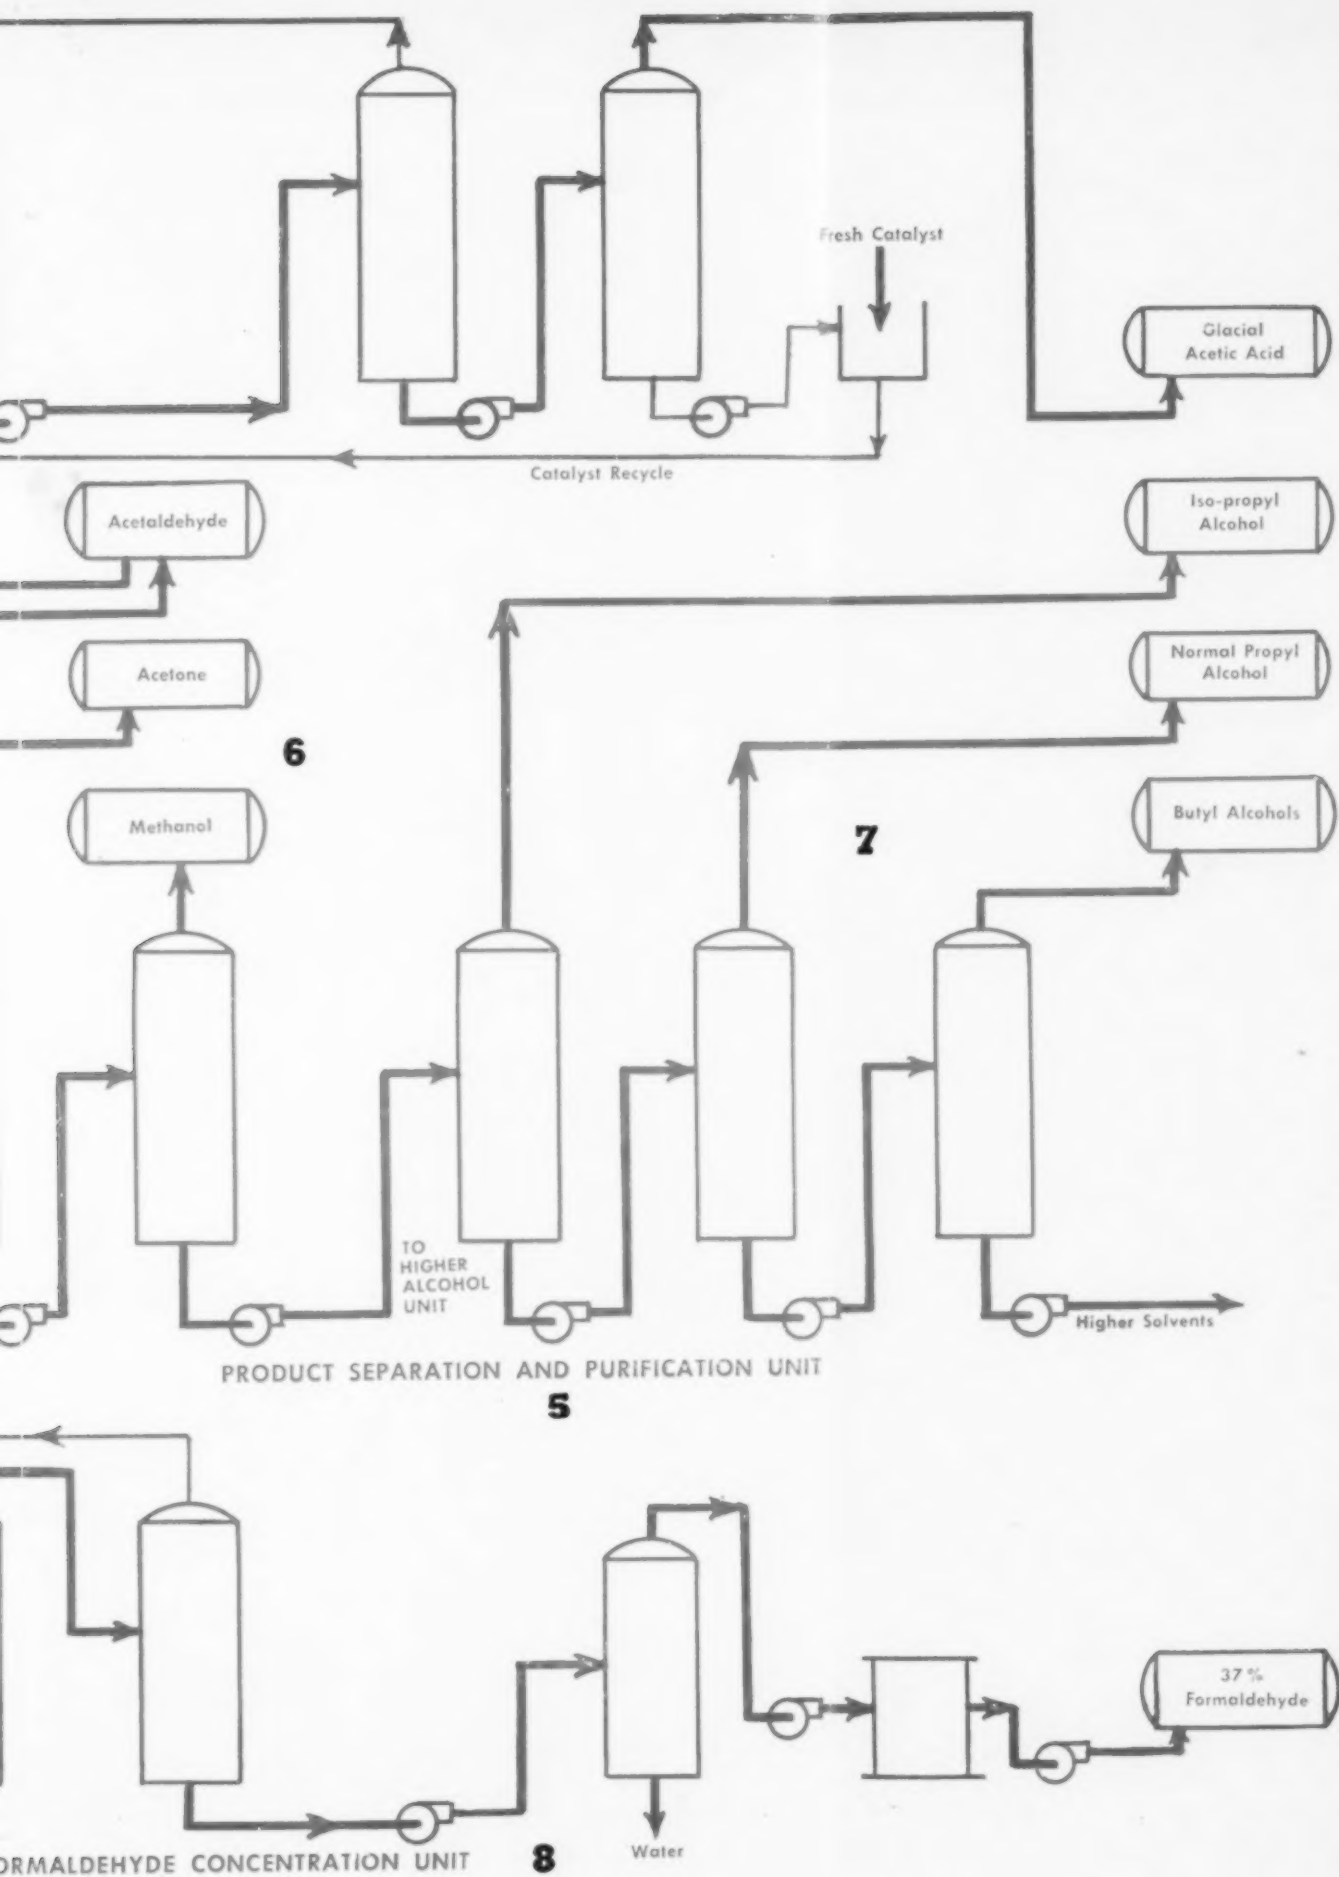 Fresh Catalyst
Glacial
Acetic Acid
Catalyst Recycle
Acetaldehyde
Iso-propyl
Alcohol
Acetone
Normal Propyl
Alcohol
6
Methanol
Butyl Alcohols
7
TO
HIGHER
ALCOHOL
UNIT
Higher Solvents
PRODUCT SEPARATION AND PURIFICATION UNIT
5
37 %
Formaldehyde
Water
ORMALDEHYDE CONCENTRATION UNIT
8